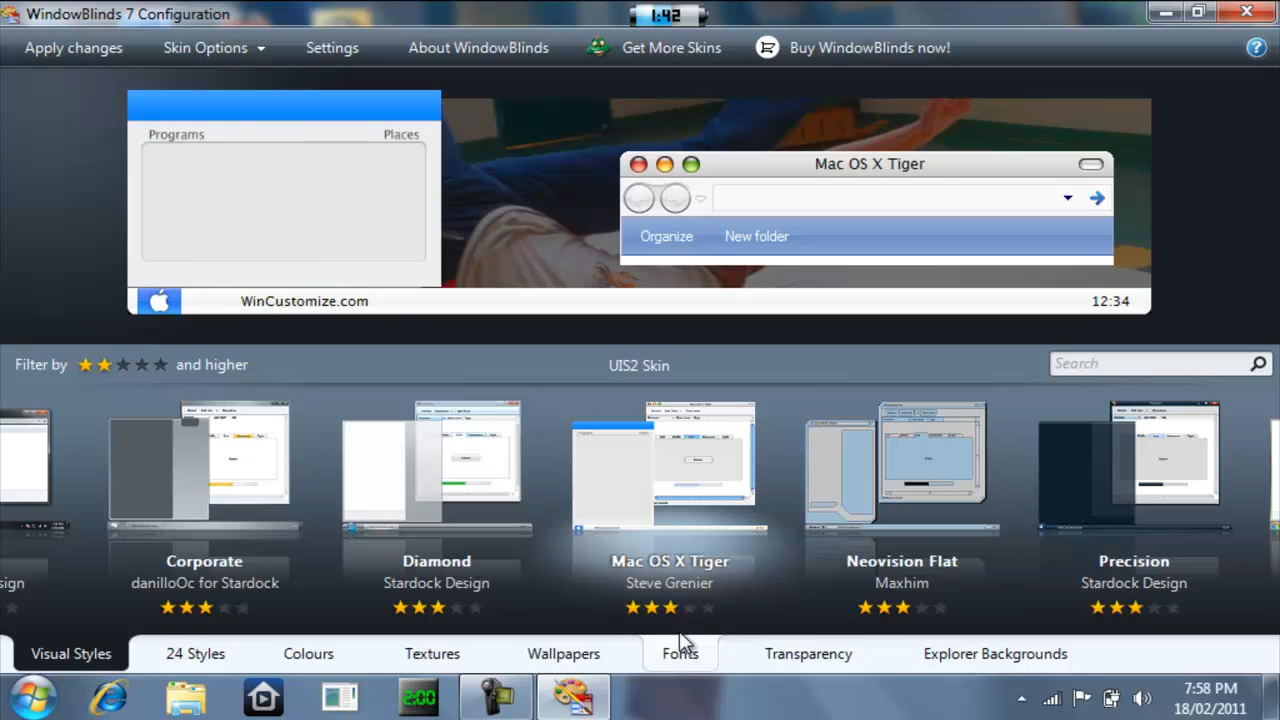 WindowBlinds 7 Configuration
1:42
Apply changes
Skin Options
Settings
About WindowBlinds
Get More Skins
Buy WindowBlinds now!
?
Programs
Places
Mac OS X Tiger
Organize
New folder
WinCustomize.com
12:34
Filter by
and higher
UIS2 Skin
Search
sign
Corporate
danilloOc for Stardock
Diamond
Stardock Design
Mac OS X Tiger
Steve Grenier
Neovision Flat
Maxhim
Precision
Stardock Design
Visual Styles
24 Styles
Colours
Textures
Wallpapers
Fonts
Transparency
Explorer Backgrounds
2:00
7:58 PM
18/02/2011